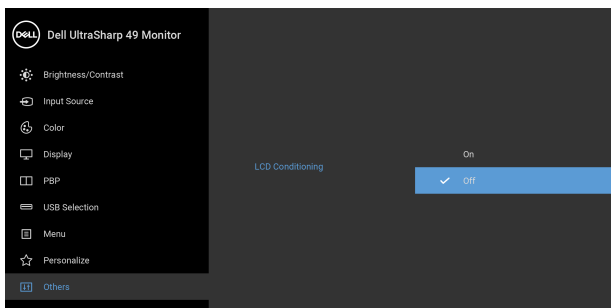 DELL Dell UltraSharp 49 Monitor
Brightness/Contrast
Input Source
Color
Display
PBP
USB Selection
Menu
Personalize
Others
LCD Conditioning
On
Off